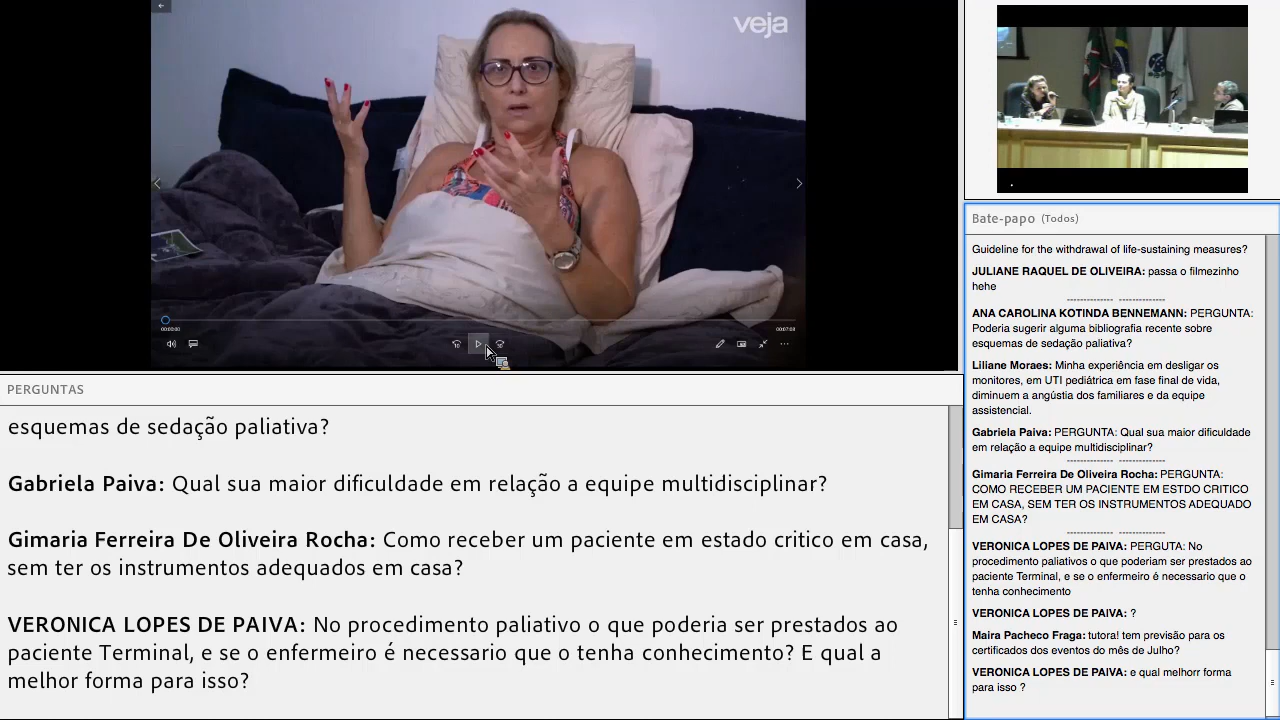 veja
00:00:00
00:07:08
10
30
PERGUNTAS
esquemas de sedação paliativa?
Gabriela Paiva: Qual sua maior dificuldade em relação a equipe multidisciplinar?
Gimaria Ferreira De Oliveira Rocha: Como receber um paciente em estado critico em casa,
sem ter os instrumentos adequados em casa?
VERONICA LOPES DE PAIVA: No procedimento paliativo o que poderia ser prestados ao
paciente Terminal, e se o enfermeiro é necessario que o tenha conhecimento? E qual a
melhor forma para isso?
Bate-papo (Todos)
Guideline for the withdrawal of life-sustaining measures?
JULIANE RAQUEL DE OLIVEIRA: passa o filmezinho
hehe
-------------- --------------
ANA CAROLINA KOTINDA BENNEMANN: PERGUNTA:
Poderia sugerir alguma bibliografia recente sobre
esquemas de sedação paliativa?
Liliane Moraes: Minha experiência em desligar os
monitores, em UTI pediátrica em fase final de vida,
diminuem a angústia dos familiares e da equipe
assistencial.
Gabriela Paiva: PERGUNTA: Qual sua maior dificuldade
em relação a equipe multidisciplinar?
-------------- --------------
Gimaria Ferreira De Oliveira Rocha: PERGUNTA:
COMO RECEBER UM PACIENTE EM ESTDO CRITICO
EM CASA, SEM TER OS INSTRUMENTOS ADEQUADO
EM CASA?
-------------- --------------
VERONICA LOPES DE PAIVA: PERGUTA: No
procedimento paliativos o que poderiam ser prestados ao
paciente Terminal, e se o enfermeiro é necessario que o
tenha conhecimento
VERONICA LOPES DE PAIVA: ?
Maira Pacheco Fraga: tutora! tem previsão para os
certificados dos eventos do mês de Julho?
VERONICA LOPES DE PAIVA: e qual melhorr forma
para isso ?